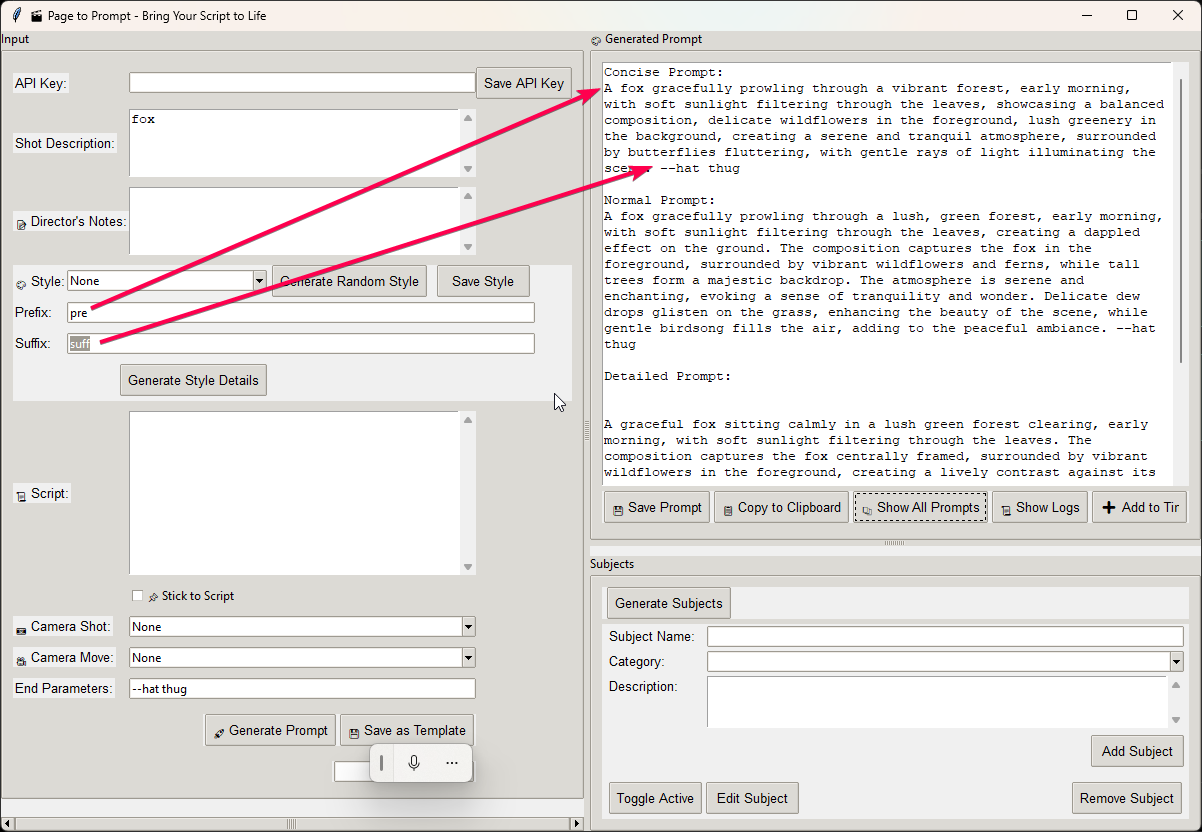 Page to Prompt - Bring Your Script to Life
Input
API Key:
Save API Key
Shot Description:
fox
Director's Notes:
Style:
None
Generate Random Style
Save Style
Prefix:
pre
Suffix:
suff
Generate Style Details
Script:
Stick to Script
Camera Shot:
None
Camera Move:
None
End Parameters:
--hat thug
Generate Prompt
Save as Template
Generated Prompt
Concise Prompt:
A fox gracefully prowling through a vibrant forest, early morning,
with soft sunlight filtering through the leaves, showcasing a balanced
composition, delicate wildflowers in the foreground, lush greenery in
the background, creating a serene and tranquil atmosphere, surrounded
by butterflies fluttering, with gentle rays of light illuminating the
scene. --hat thug
Normal Prompt:
A fox gracefully prowling through a lush, green forest, early morning,
with soft sunlight filtering through the leaves, creating a dappled
effect on the ground. The composition captures the fox in the
foreground, surrounded by vibrant wildflowers and ferns, while tall
trees form a majestic backdrop. The atmosphere is serene and
enchanting, evoking a sense of tranquility and wonder. Delicate dew
drops glisten on the grass, enhancing the beauty of the scene, while
gentle birdsong fills the air, adding to the peaceful ambiance. --hat
thug
Detailed Prompt:
A graceful fox sitting calmly in a lush green forest clearing, early
morning, with soft sunlight filtering through the leaves. The
composition captures the fox centrally framed, surrounded by vibrant
wildflowers in the foreground, creating a lively contrast against its
Save Prompt
Copy to Clipboard
Show All Prompts
Show Logs
Add to Tir
Subjects
Generate Subjects
Subject Name:
Category:
Description:
Add Subject
Toggle Active
Edit Subject
Remove Subject